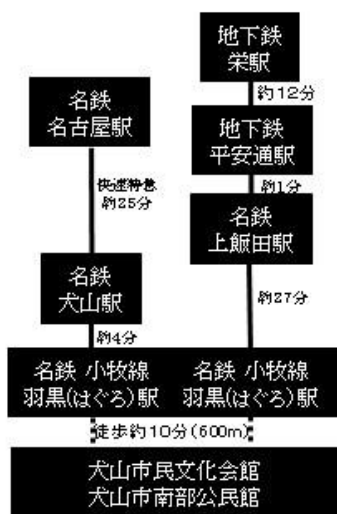 地下鉄
栄駅
約12分
名鉄
名古屋駅
地下鉄
平安通駅
快速特急
約25分
約1分
名鉄
上飯田駅
名鉄
犬山駅
約27分
約4分
名鉄 小牧線
羽黒(はぐろ)駅
名鉄 小牧線
羽黒(はぐろ)駅
徒歩約10分(600m)
犬山市民文化会館
犬山市南部公民館